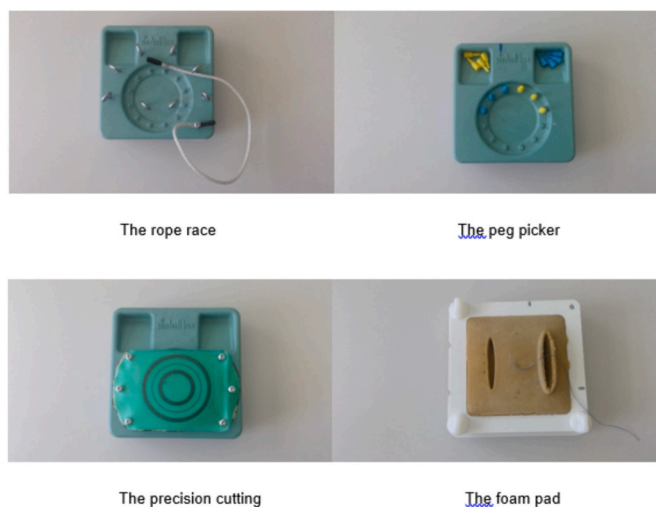 The rope race
The peg picker
The precision cutting
The foam pad